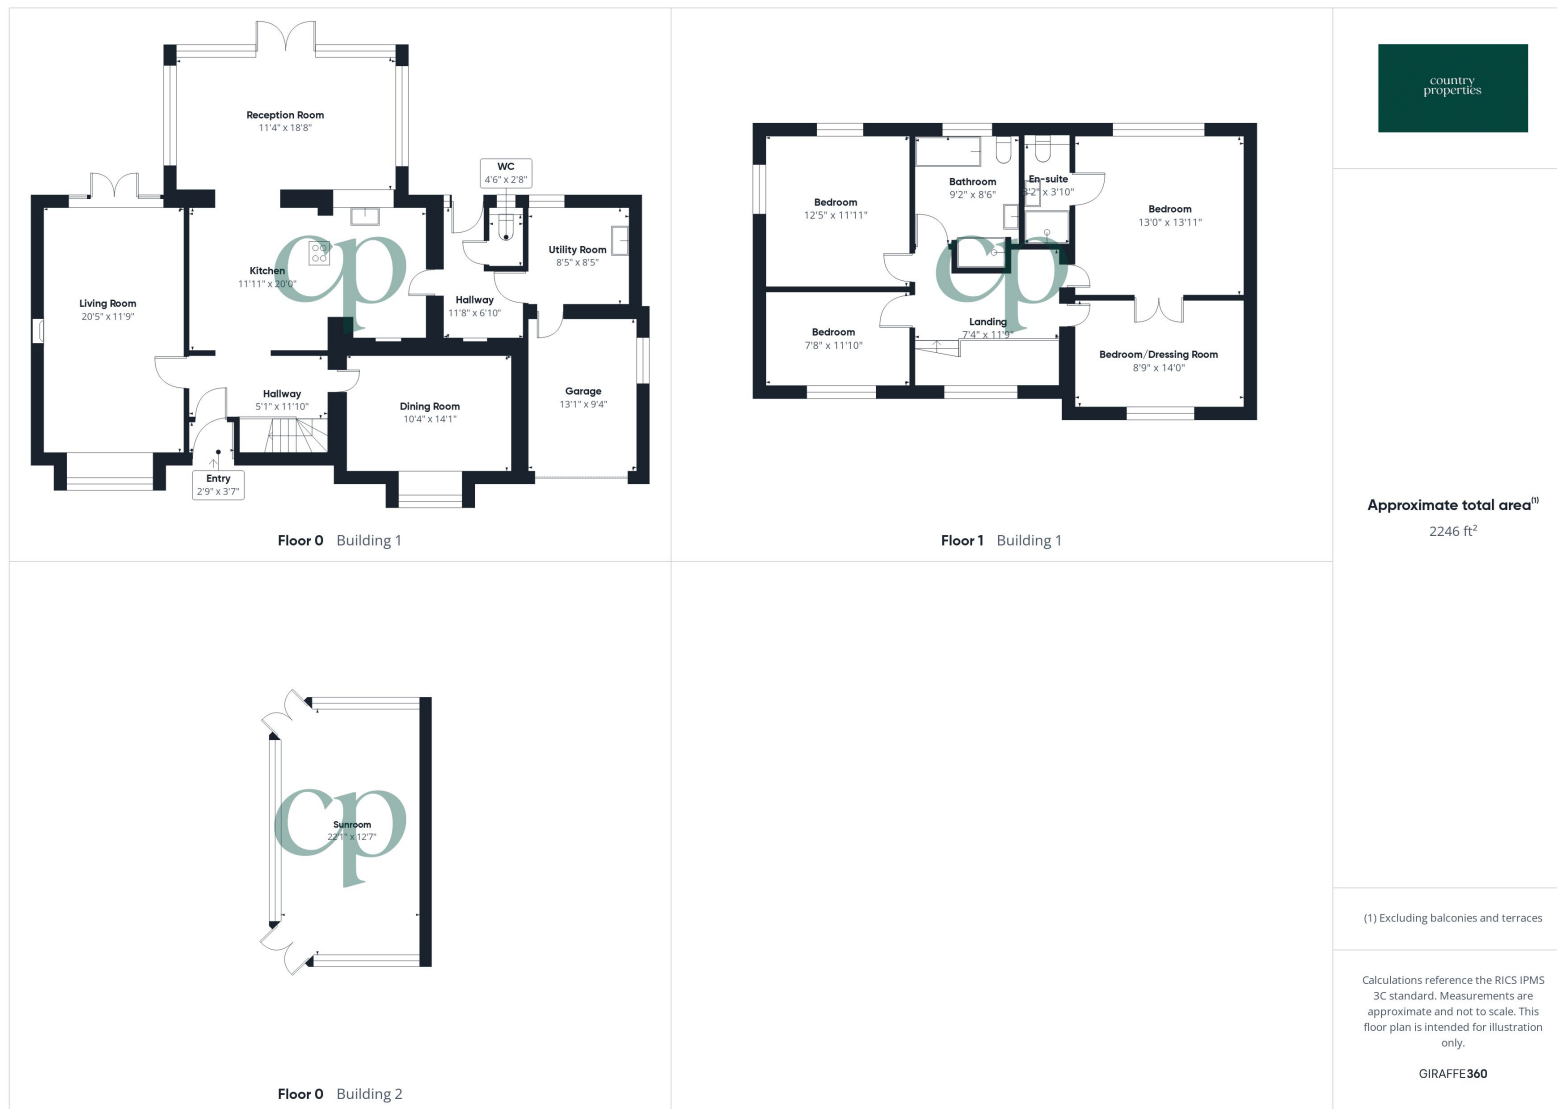 Reception Room
11'4" x 18'8"
WC
4'6" x 2'8"
Utility Room
8'5" x 8'5"
Kitchen
11'11" x 20'0"
Hallway
11'8" x 6'10"
Living Room
20'5" x 11'9"
Hallway
5'1" x 11'10"
Dining Room
10'4" x 14'1"
Garage
13'1" x 9'4"
Entry
2'9" x 3'7"
cp
Floor 0 Building 1
Bedroom
12'5" x 11'11"
Bathroom
9'2" x 8'6"
En-suite
8'2" x 3'10"
Bedroom
13'0" x 13'11"
Bedroom
7'8" x 11'10"
Landing
7'4" x 11'9"
Bedroom/Dressing Room
8'9" x 14'0"
cp
Floor 1 Building 1
Sunroom
22'1" x 12'7"
cp
Floor 0 Building 2
country
properties
Approximate total area(1)
2246 ft²
(1) Excluding balconies and terraces
Calculations reference the RICS IPMS
3C standard. Measurements are
approximate and not to scale. This
floor plan is intended for illustration
only.
GIRAFFE360